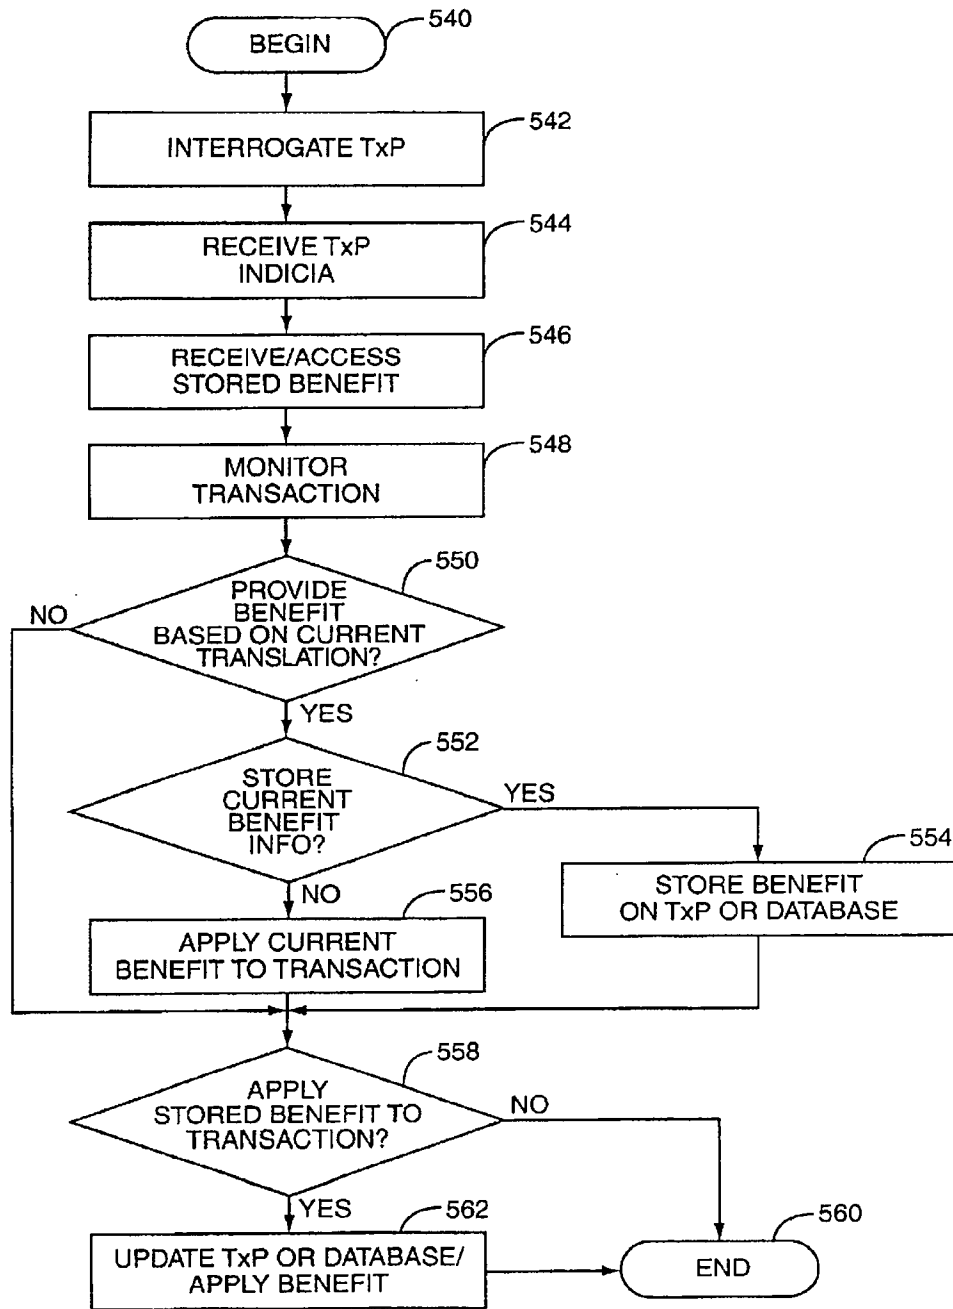 540
BEGIN
542
INTERROGATE TxP
544
RECEIVE TxP
INDICIA
546
RECEIVE/ACCESS
STORED BENEFIT
548
MONITOR
TRANSACTION
550
PROVIDE
BENEFIT
BASED ON CURRENT
TRANSLATION?
NO
YES
552
STORE
CURRENT
BENEFIT
INFO?
YES
NO
554
STORE BENEFIT
ON TxP OR DATABASE
556
APPLY CURRENT
BENEFIT TO TRANSACTION
558
APPLY
STORED BENEFIT TO
TRANSACTION?
NO
YES
562
UPDATE TxP OR DATABASE/
APPLY BENEFIT
560
END